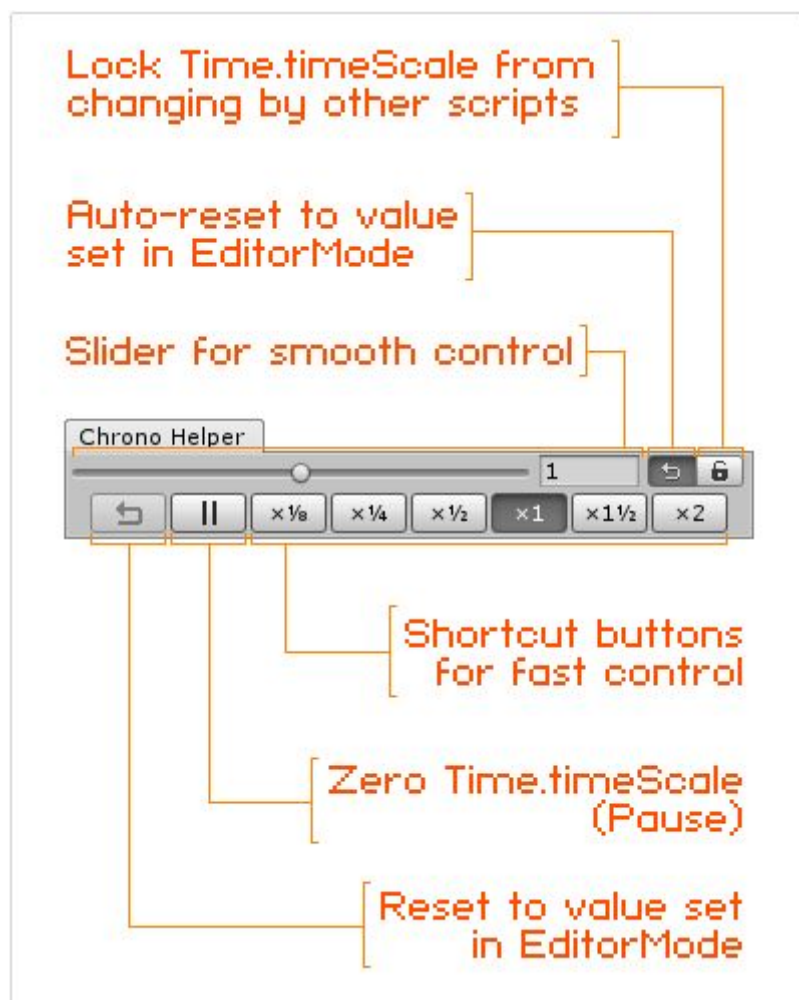 Lock Time.timeScale from
changing by other scripts
Auto-reset to value
set in EditorMode
Slider for smooth control
Chrono Helper
1
×⅛ ×¼ ×½ ×1 ×1½ ×2
Shortcut buttons
for fast control
Zero Time.timeScale
(Pause)
Reset to value set
in EditorMode